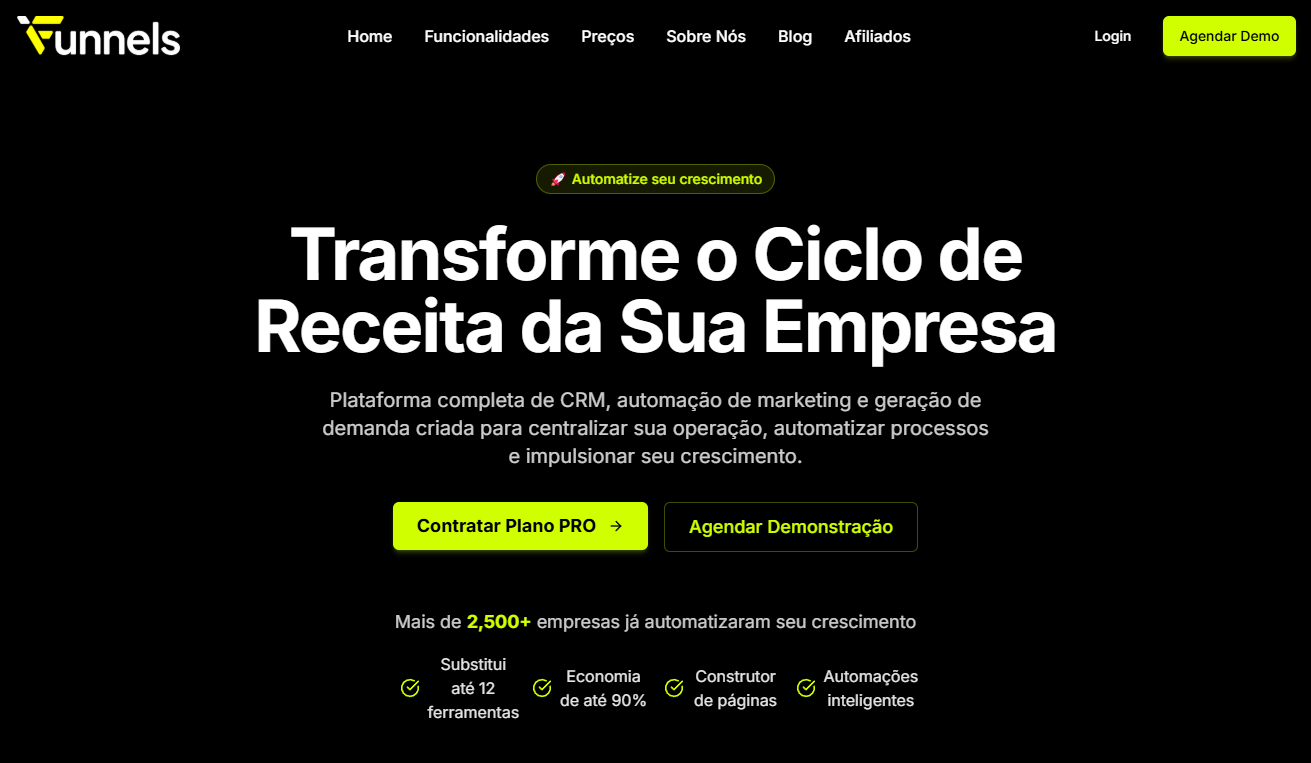 Funnels
Home
Funcionalidades
Preços
Sobre Nós
Blog
Afiliados
Login
Agendar Demo
🚀 Automatize seu crescimento
Transforme o Ciclo de
Receita da Sua Empresa
Plataforma completa de CRM, automação de marketing e geração de
demanda criada para centralizar sua operação, automatizar processos
e impulsionar seu crescimento.
Contratar Plano PRO →
Agendar Demonstração
Mais de 2,500+ empresas já automatizaram seu crescimento
Substitui
até 12
ferramentas
Economia
de até 90%
Construtor
de páginas
Automações
inteligentes